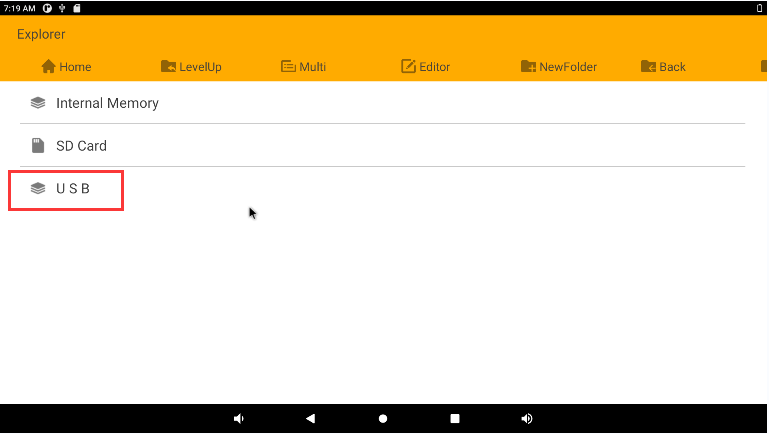 7:19 AM
Explorer
Home LevelUp Multi Editor NewFolder Back
Internal Memory
SD Card
U S B